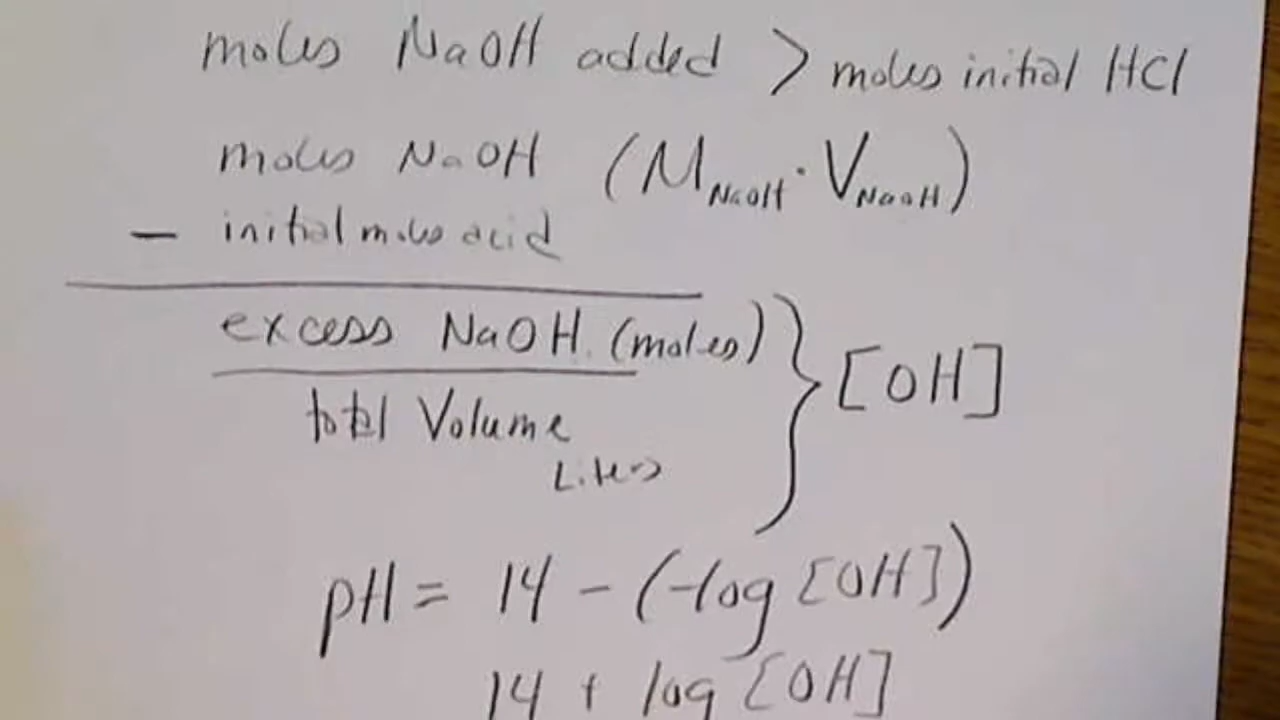 moles NaOH added > moles initial HCl
moles NaOH (M NaOH · V NaOH)
— initial moles acid
excess NaOH (moles) } [OH]
total Volume
Liters
pH = 14 - (-log [OH])
14 + log [OH]